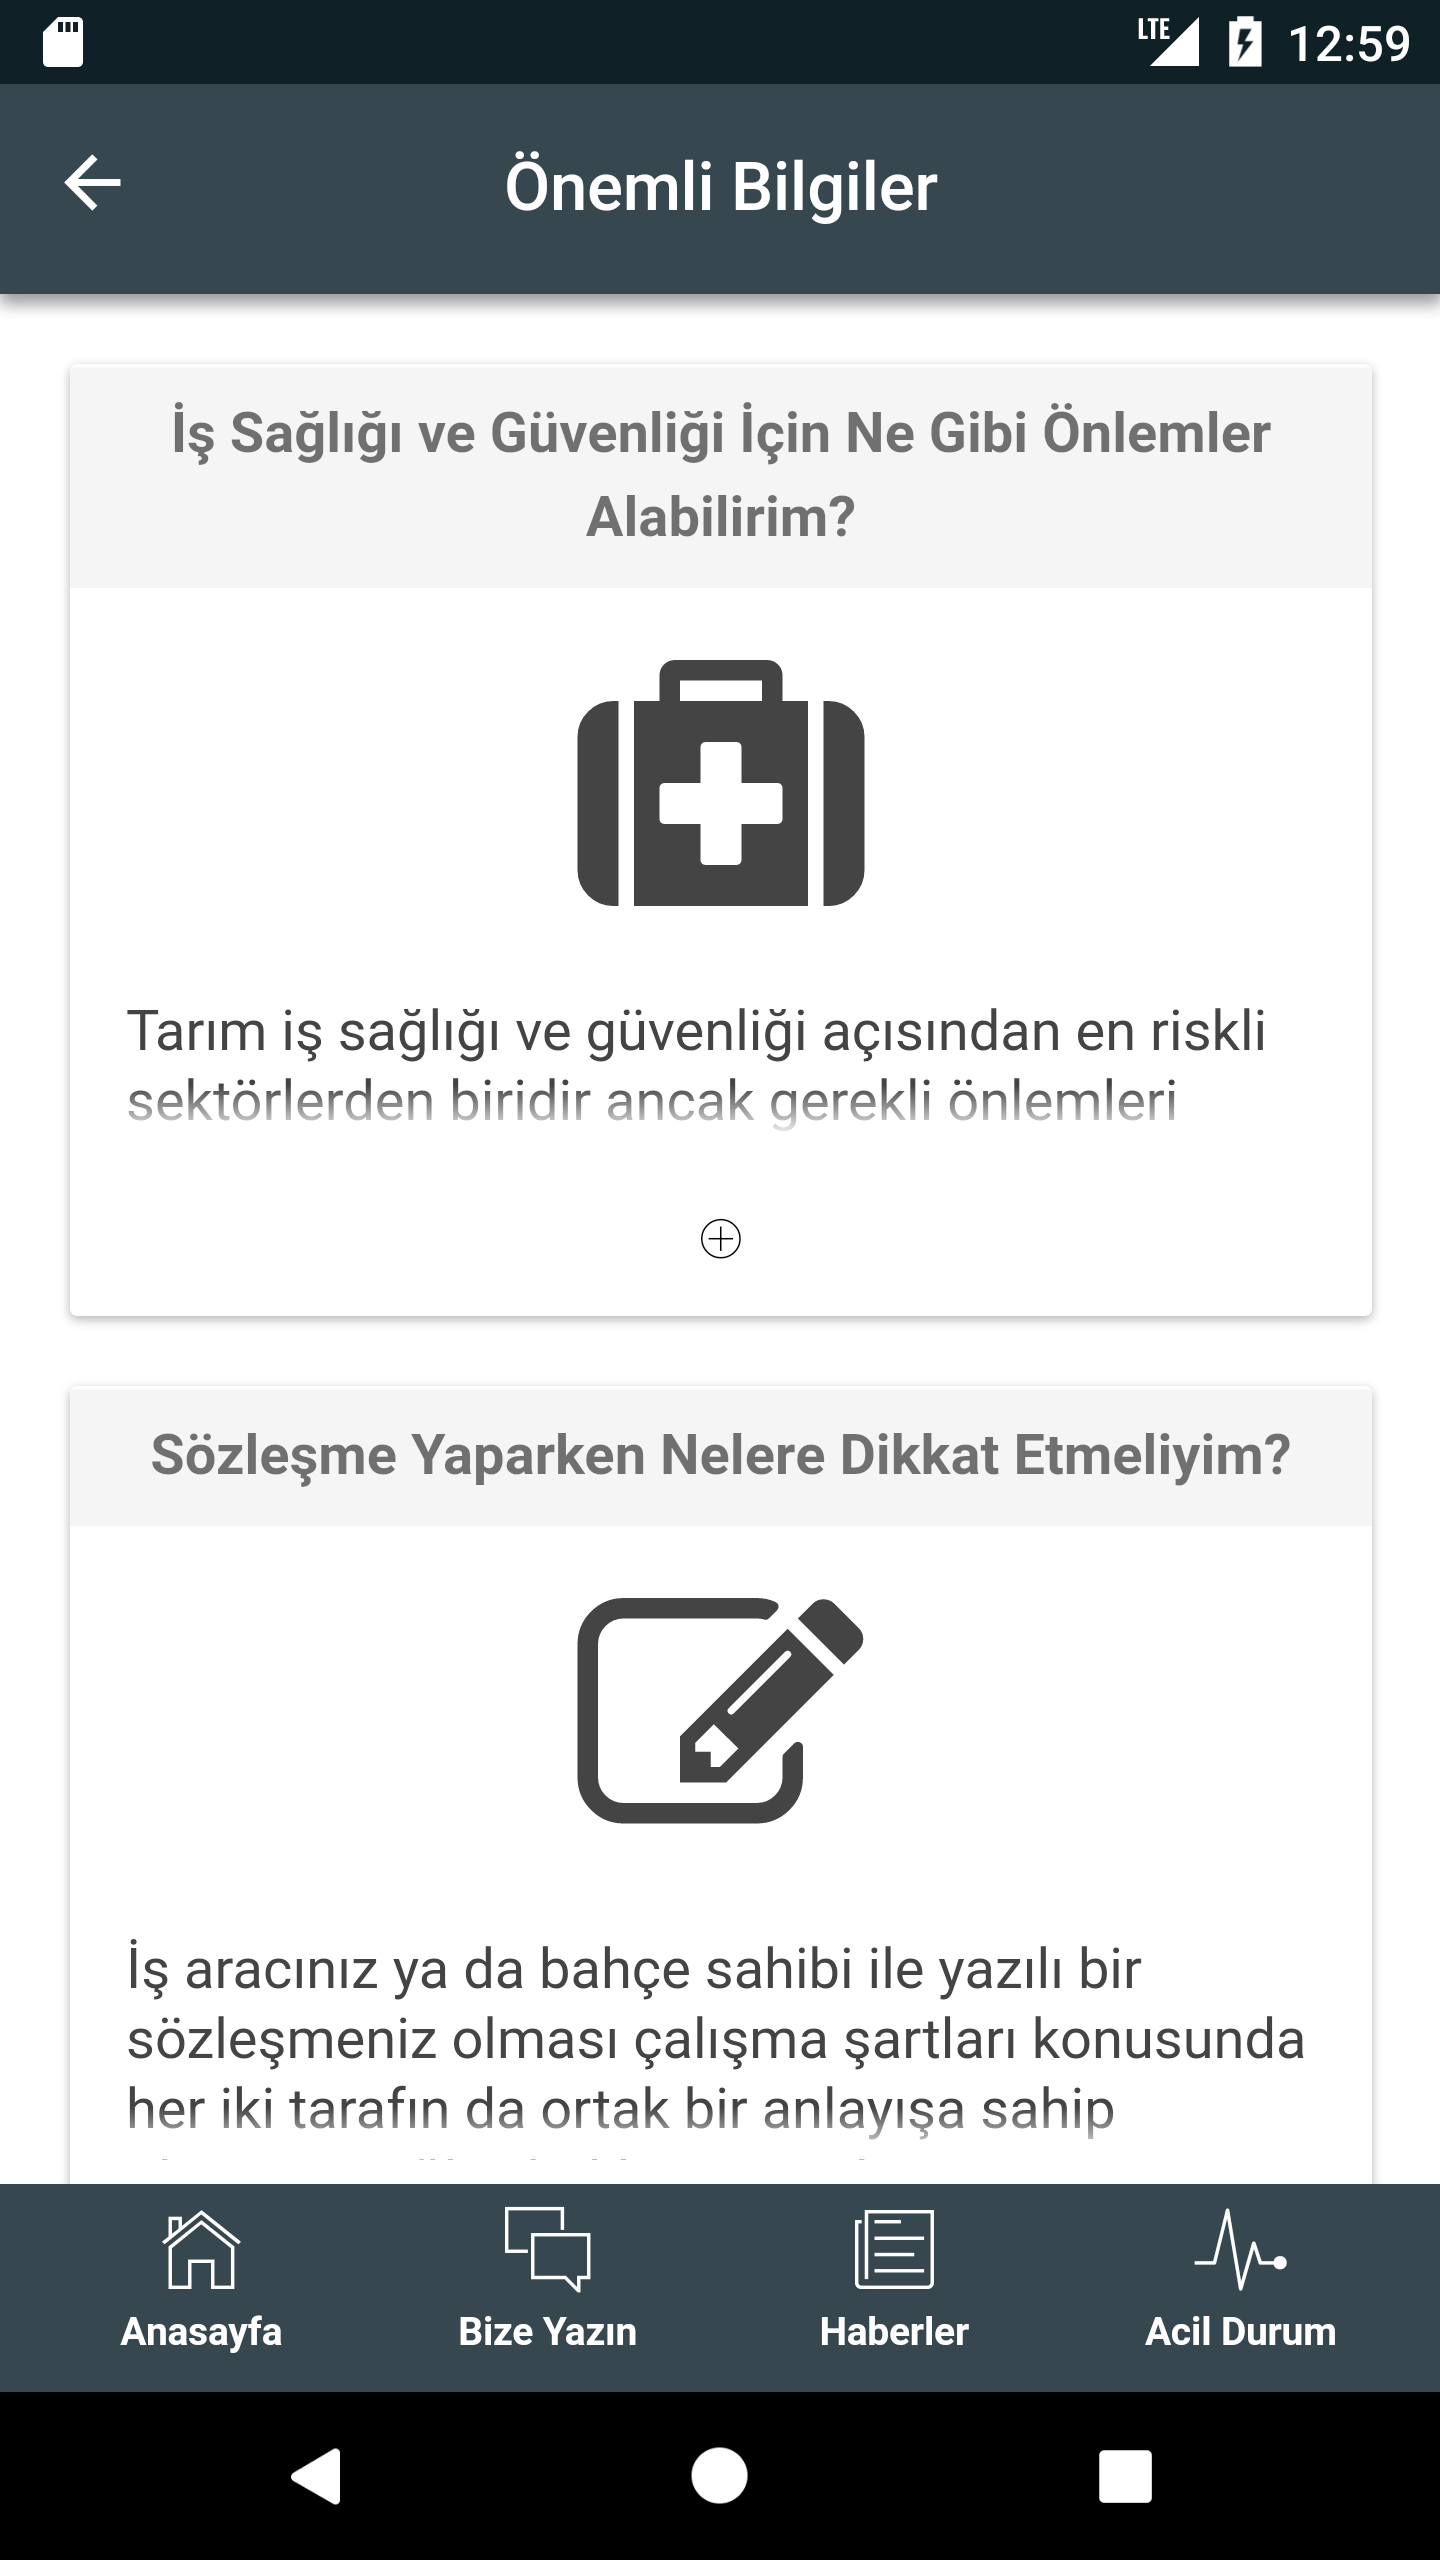 LTE 12:59
Önemli Bilgiler
İş Sağlığı ve Güvenliği İçin Ne Gibi Önlemler
Alabilirim?
Tarım iş sağlığı ve güvenliği açısından en riskli
sektörlerden biridir ancak gerekli önlemleri
Sözleşme Yaparken Nelere Dikkat Etmeliyim?
İş aracınız ya da bahçe sahibi ile yazılı bir
sözleşmeniz olması çalışma şartları konusunda
her iki tarafın da ortak bir anlayışa sahip
Anasayfa
Bize Yazın
Haberler
Acil Durum